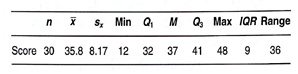 n x̄ sₓ Min Q₁ M Q₃ Max IQR Range
Score 30 35.8 8.17 12 32 37 41 48 9 36